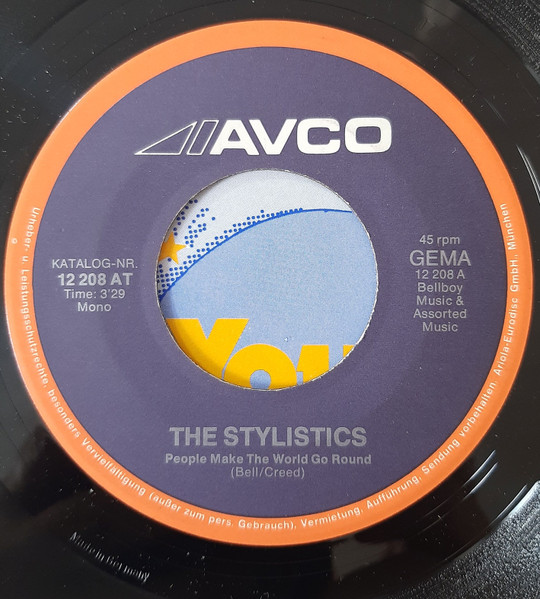 AVCO
KATALOG-NR.
12 208 AT
Time: 3'29
Mono
45 rpm
GEMA
12 208 A
Bellboy
Music &
Assorted
Music
You
THE STYLISTICS
People Make The World Go Round
(Bell/Creed)
Urheber- u. Leistungsschutzrechte, besonders Vervielfältigung (außer zum pers. Gebrauch), Vermietung, Aufführung, Sendung vorbehalten. Ariola-Eurodisc GmbH., München
Made in Germany